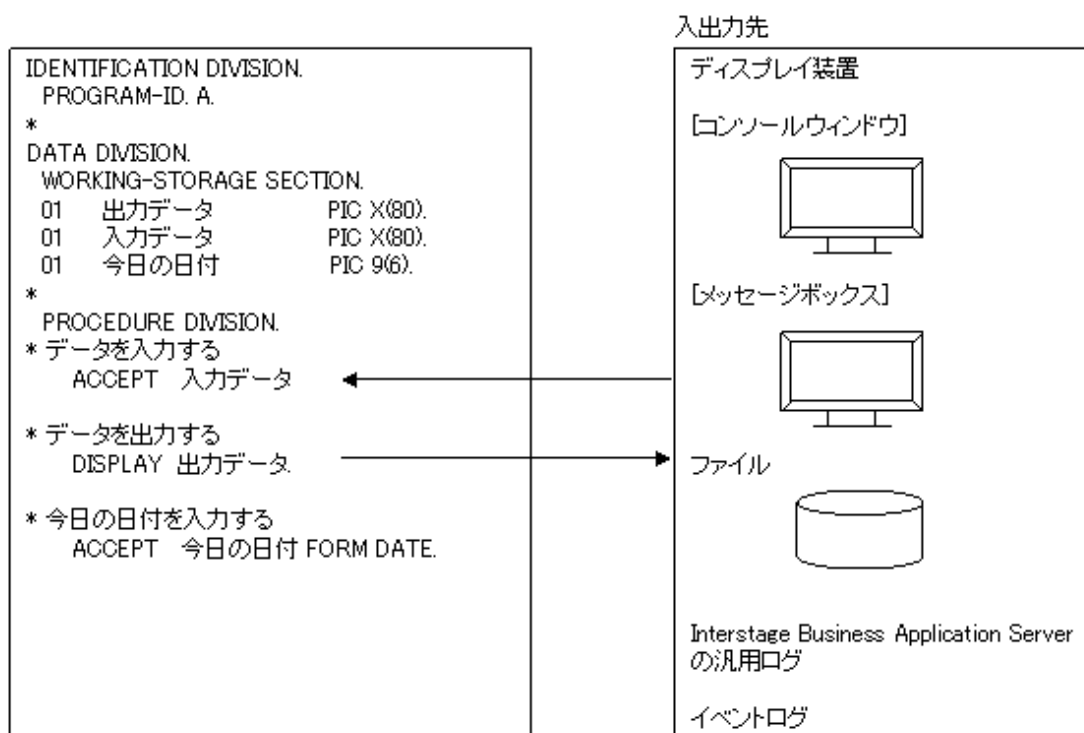 入出力先
IDENTIFICATION DIVISION.
PROGRAM-ID. A.
*
DATA DIVISION.
WORKING-STORAGE SECTION.
01 出力データ PIC X(80).
01 入力データ PIC X(80).
01 今日の日付 PIC 9(6).
*
PROCEDURE DIVISION.
* データを入力する
ACCEPT 入力データ
* データを出力する
DISPLAY 出力データ.
* 今日の日付を入力する
ACCEPT 今日の日付 FORM DATE.
ディスプレイ装置
[コンソールウィンドウ]
[メッセージボックス]
ファイル
Interstage Business Application Server
の汎用ログ
イベントログ